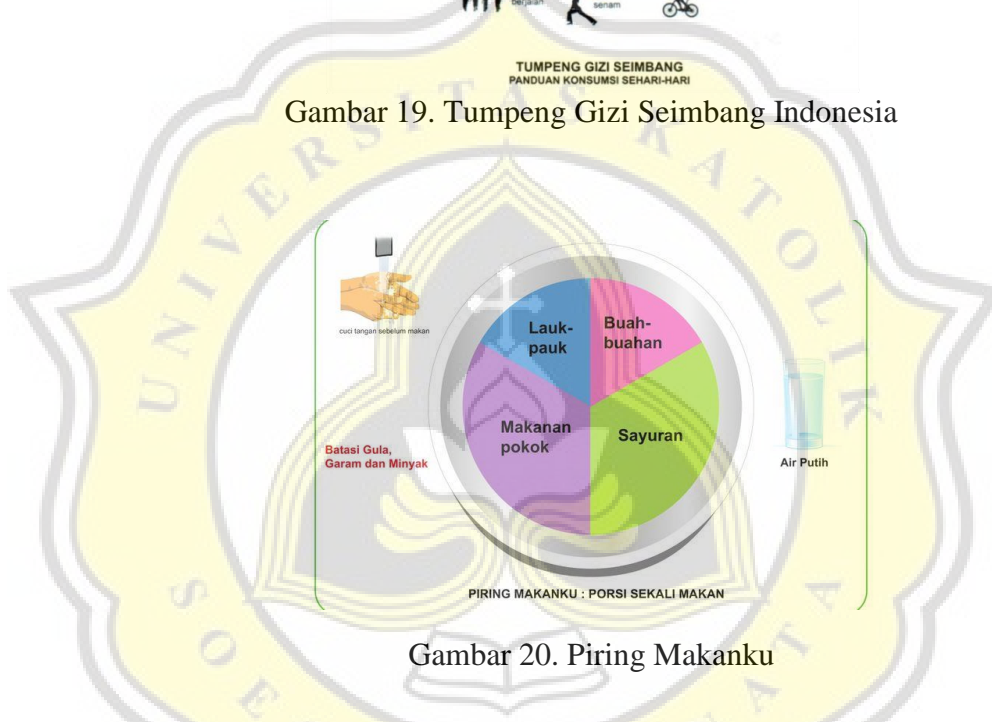 berjalan
senam
TUMPENG GIZI SEIMBANG
PANDUAN KONSUMSI SEHARI-HARI
Gambar 19. Tumpeng Gizi Seimbang Indonesia
UNIVERSITAS KATOLIK
cuci tangan sebelum makan
Lauk-
pauk
Buah-
buahan
Makanan
pokok
Sayuran
Batasi Gula,
Garam dan Minyak
Air Putih
PIRING MAKANKU : PORSI SEKALI MAKAN
Gambar 20. Piring Makanku